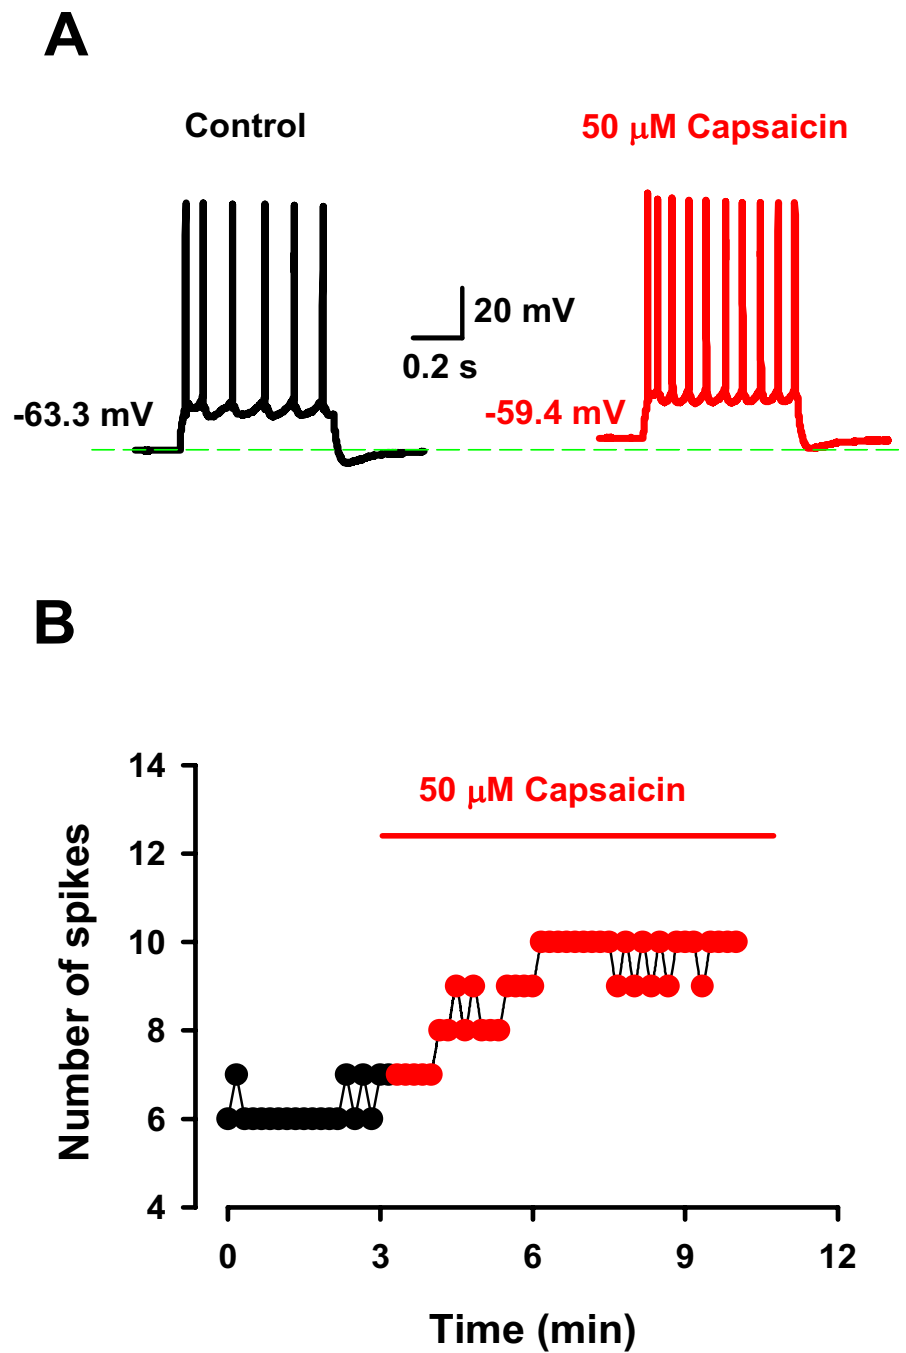 A
Control
50 μM Capsaicin
20 mV
0.2 s
-63.3 mV
-59.4 mV
B
14
50 μM Capsaicin
12
10
8
6
4
Number of spikes
0 3 6 9 12
Time (min)